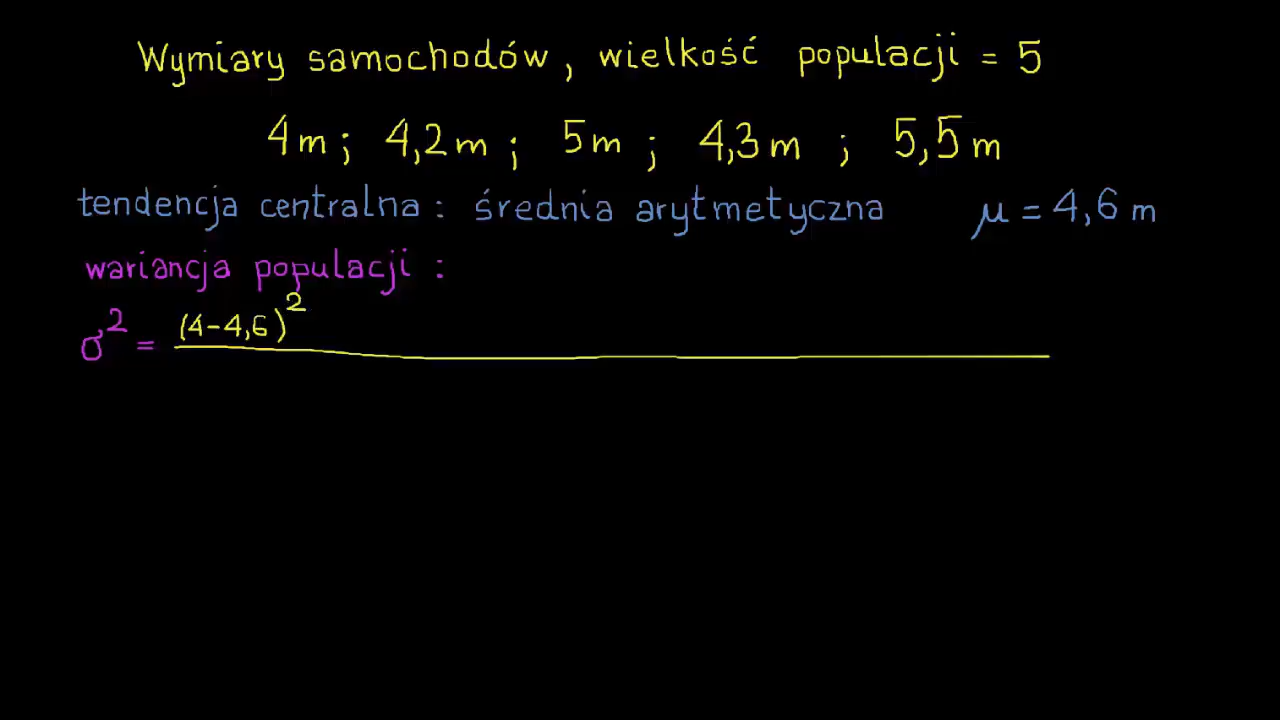 Wymiary samochodów, wielkość populacji = 5
4m; 4,2m; 5m; 4,3m; 5,5m
tendencja centralna: średnia arytmetyczna μ = 4,6 m
wariancja populacji:
σ² = (4-4,6)²